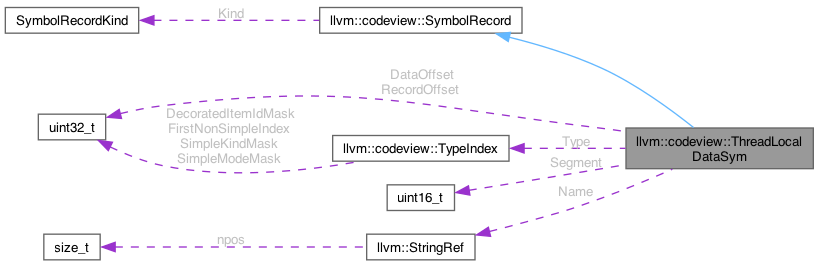 SymbolRecordKind
Kind
llvm::codeview::SymbolRecord
DataOffset
RecordOffset
uint32_t
DecoratedItemIdMask
FirstNonSimpleIndex
SimpleKindMask
SimpleModeMask
llvm::codeview::TypeIndex
Type
llvm::codeview::ThreadLocal
DataSym
Segment
uint16_t
Name
size_t
npos
llvm::StringRef